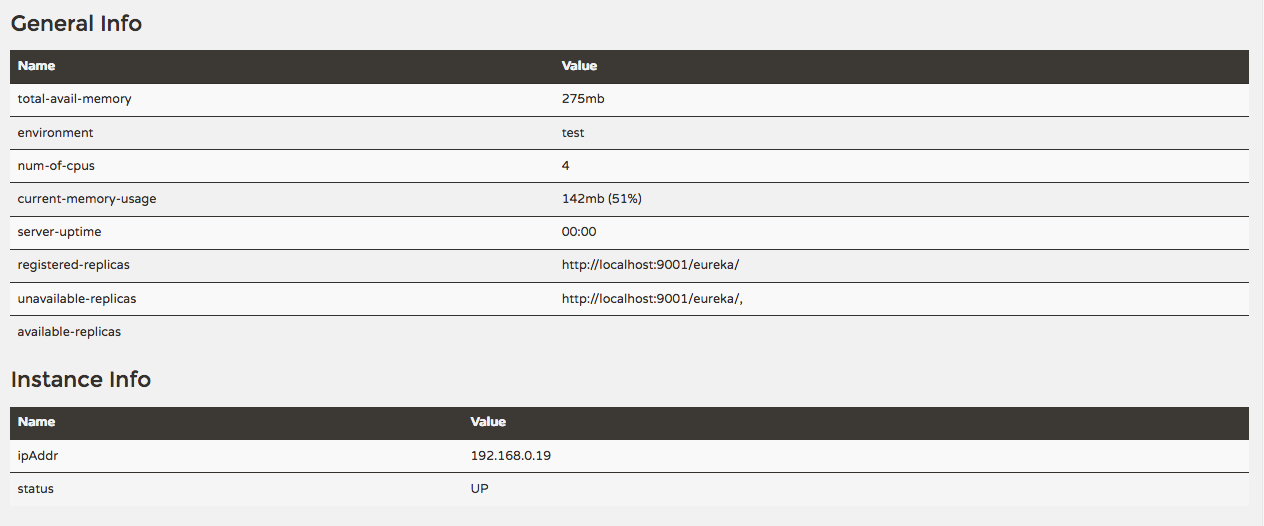 General Info
Name Value
total-avail-memory 275mb
environment test
num-of-cpus 4
current-memory-usage 142mb (51%)
server-uptime 00:00
registered-replicas http://localhost:9001/eureka/
unavailable-replicas http://localhost:9001/eureka/,
available-replicas
Instance Info
Name Value
ipAddr 192.168.0.19
status UP